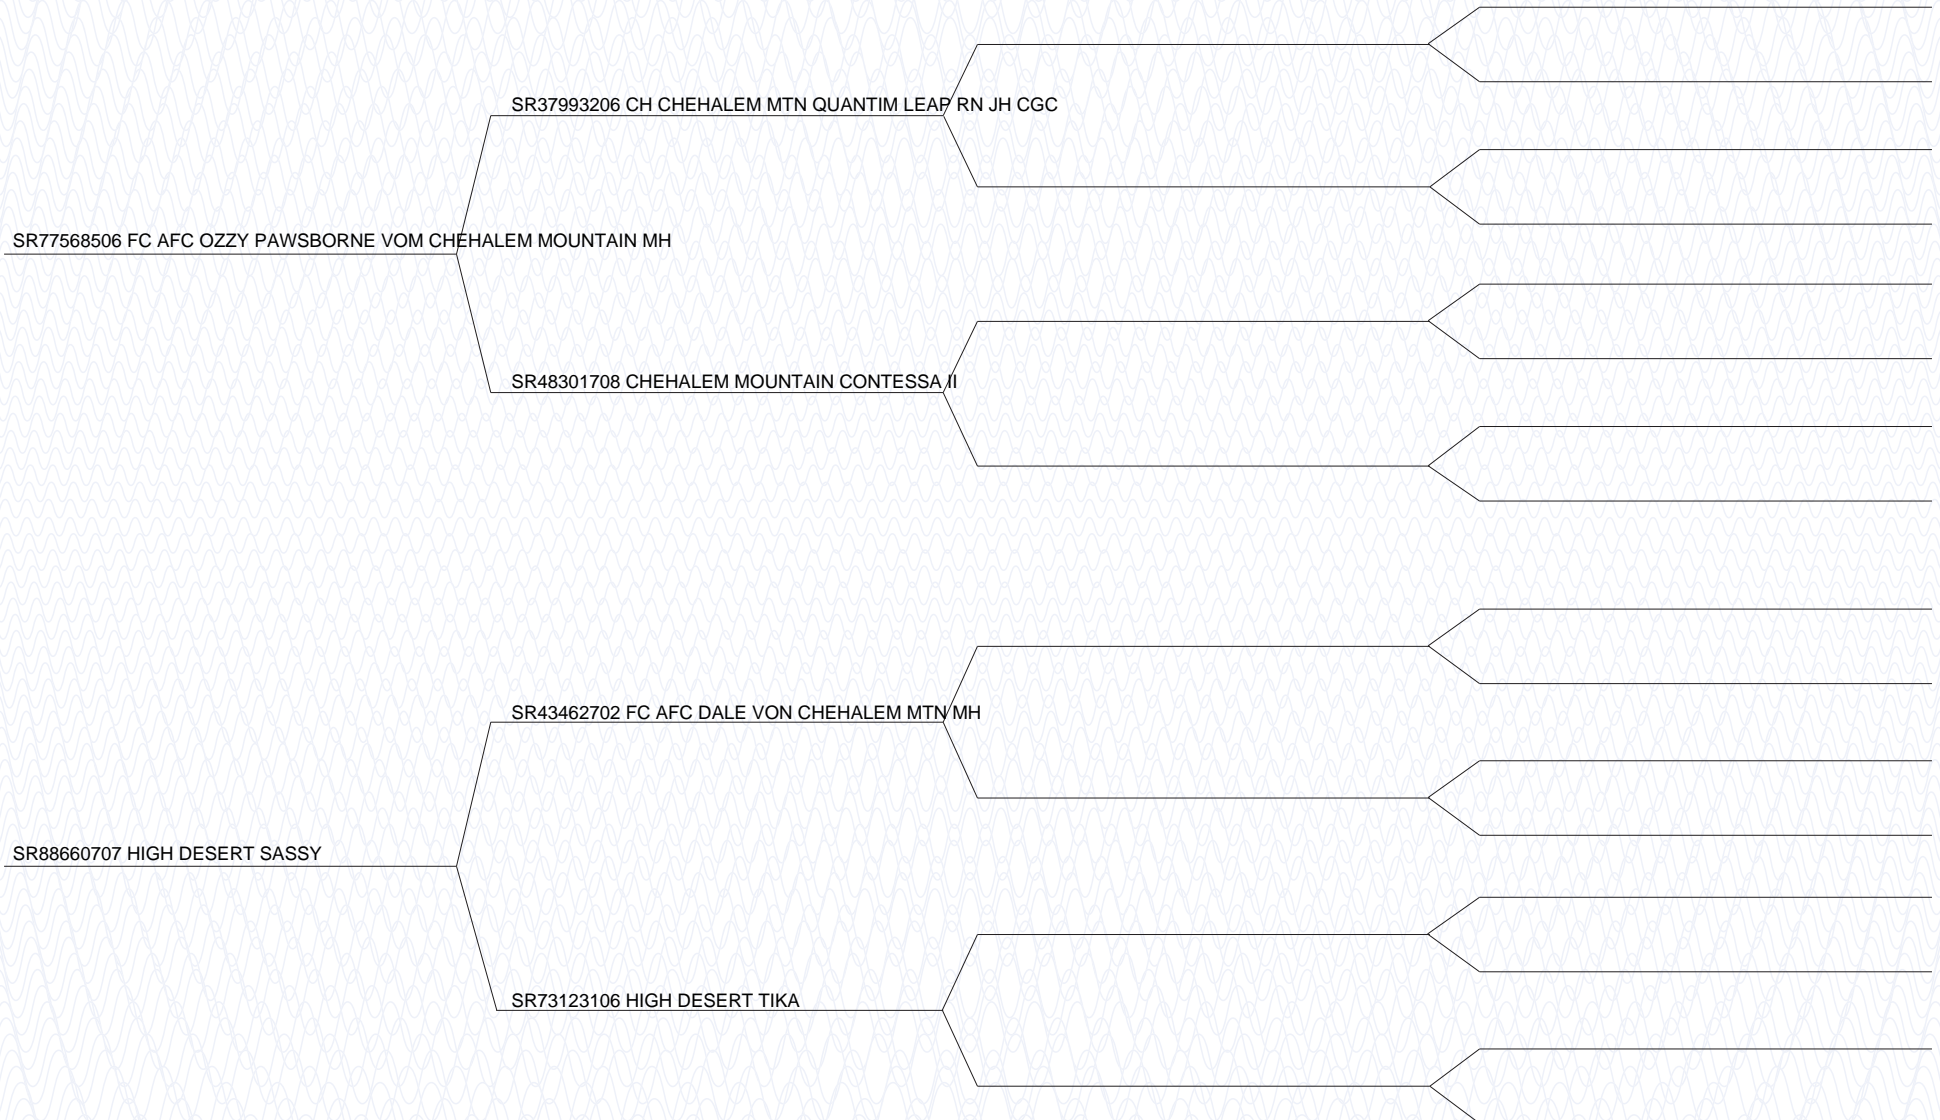 SR37993206 CH CHEHALEM MTN QUANTIM LEAP RN JH CGC
SR77568506 FC AFC OZZY PAWSBORNE VOM CHEHALEM MOUNTAIN MH
SR48301708 CHEHALEM MOUNTAIN CONTESSA II
SR43462702 FC AFC DALE VON CHEHALEM MTN MH
SR88660707 HIGH DESERT SASSY
SR73123106 HIGH DESERT TIKA